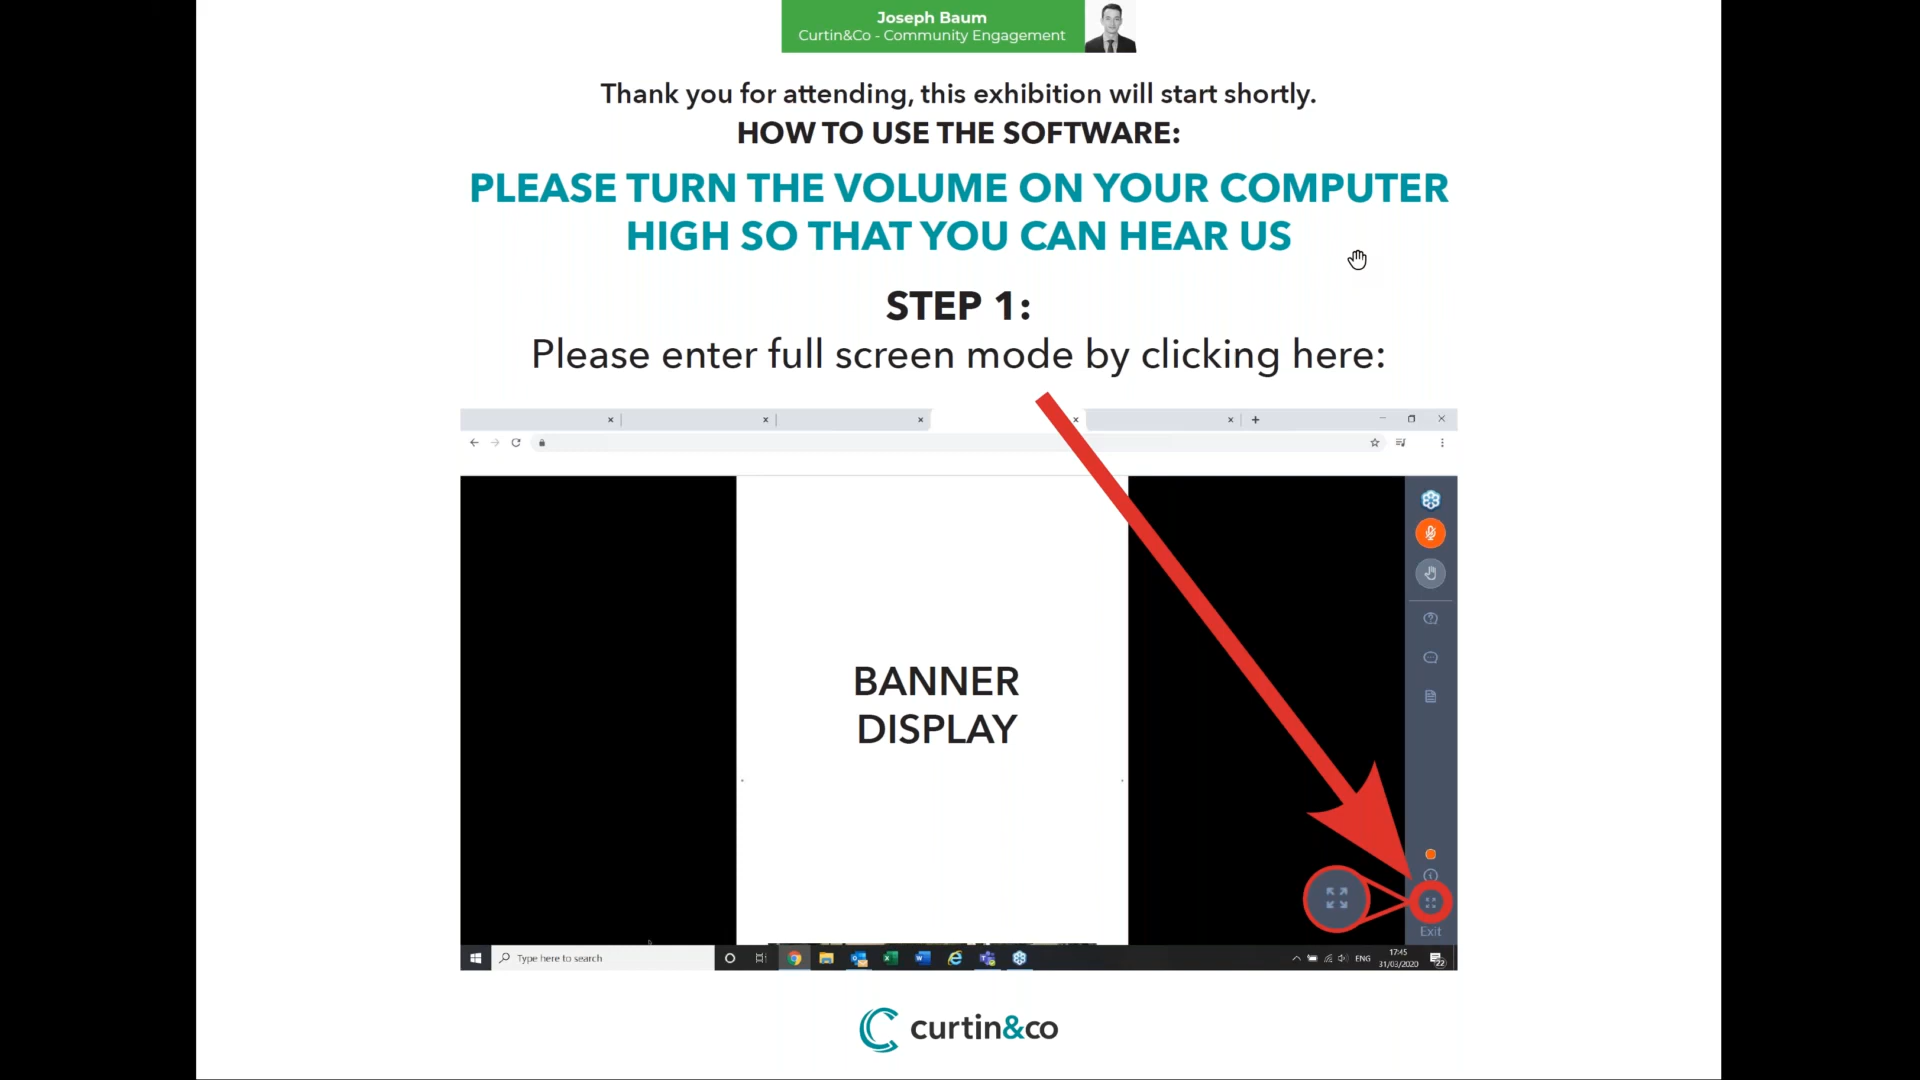 Joseph Baum
Curtin&Co - Community Engagement
Thank you for attending, this exhibition will start shortly.
HOW TO USE THE SOFTWARE:
PLEASE TURN THE VOLUME ON YOUR COMPUTER
HIGH SO THAT YOU CAN HEAR US
STEP 1:
Please enter full screen mode by clicking here:
BANNER
DISPLAY
Exit
Type here to search
ENG
17:45
31/03/2020
22
curtin&co